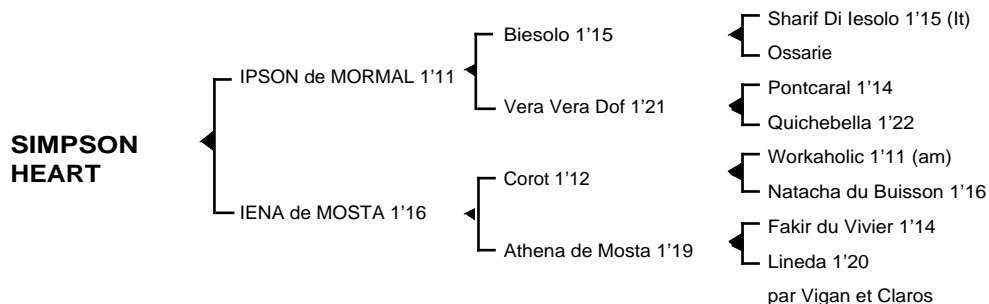 SIMPSON
HEART
IPSON de MORMAL 1’11
IENA de MOSTA 1’16
Biesolo 1’15
Vera Vera Dof 1’21
Corot 1’12
Athena de Mosta 1’19
Sharif Di Iesolo 1’15 (It)
Ossarie
Pontcaral 1’14
Quichebella 1’22
Workaholic 1’11 (am)
Natacha du Buisson 1’16
Fakir du Vivier 1’14
Lineda 1’20
par Vigan et Claros